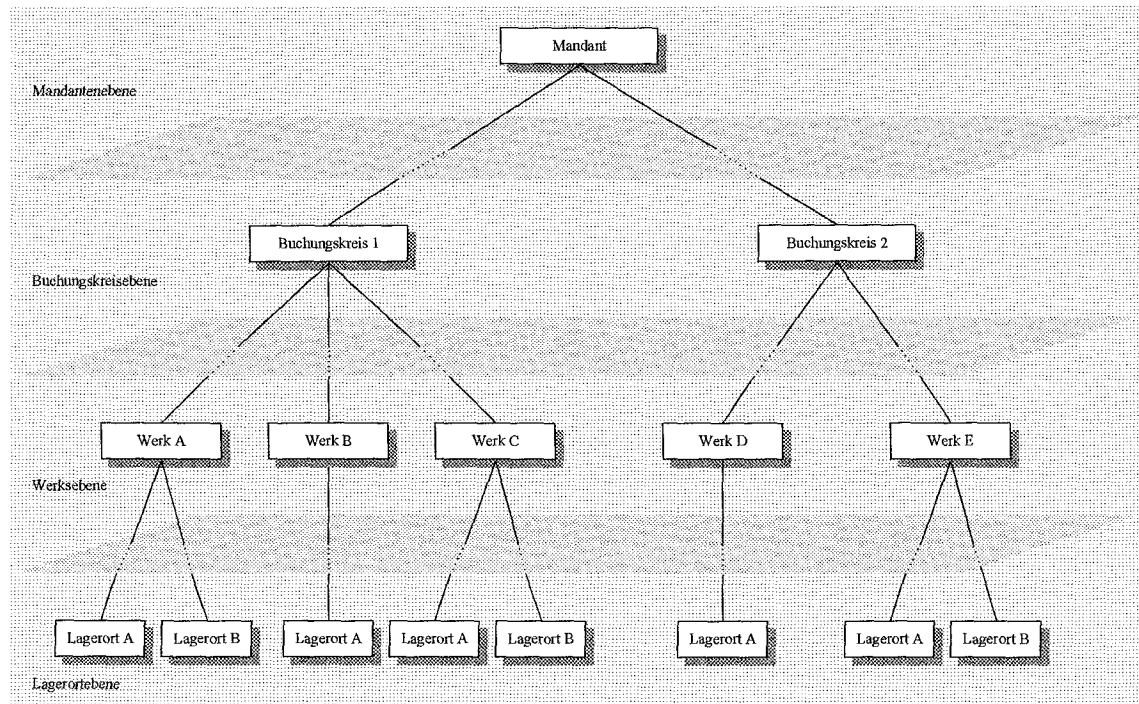 Mandant
Mandantenebene
Buchungskreis 1
Buchungskreis 2
Buchungskreisebene
Werk A
Werk B
Werk C
Werk D
Werk E
Werksebene
Lagerort A
Lagerort B
Lagerort A
Lagerort A
Lagerort B
Lagerort A
Lagerort A
Lagerort B
Lagerortebene